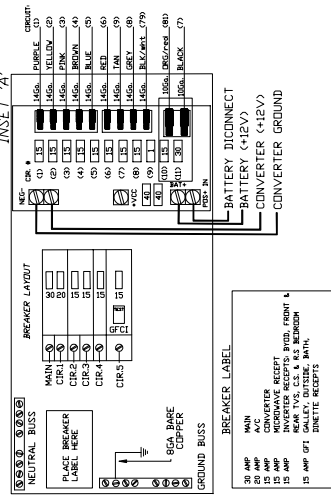 INSET 'A'
CIRCUIT:
PURPLE (1)
YELLOW (2)
PINK (3)
BROWN (4)
BLUE (5)
RED (6)
TAN (9)
GREY (8)
BLK/wht (79)
ORG/red (81)
BLACK (7)
14Ga.
14Ga.
14Ga.
14Ga.
14Ga.
14Ga.
14Ga.
14Ga.
14Ga.
10Ga.
10Ga.
CIR #
(1) 15
(2) 15
(3) 15
(4) 15
(5) 15
(6) 15
(7) 15
(8) 15
(9) 1
(10) 15
(11) 30
NEG-
+VCC
40
40
BAT+
POS+ IN
BATTERY DICONNECT
BATTERY (+12V)
CONVERTER (+12V)
CONVERTER GROUND
BREAKER LAYOUT
MAIN 30
CIR.1 20
CIR.2 15
CIR.3 15
CIR.4 15
CIR.5 GFCI TEST 15
NEUTRAL BUSS
PLACE BREAKER
LABEL HERE
8GA BARE
COPPER
GROUND BUSS
BREAKER LABEL
30 AMP MAIN
20 AMP A/C
15 AMP CONVERTER
15 AMP MICROWAVE RECEPT
15 AMP INVERTER RECEPTS: BYOD, FRONT &
REAR TVS, C.S. & R.S BEDROOM
15 AMP GFI GALLEY, OUTSIDE, BATH,
DINETTE RECEPTS